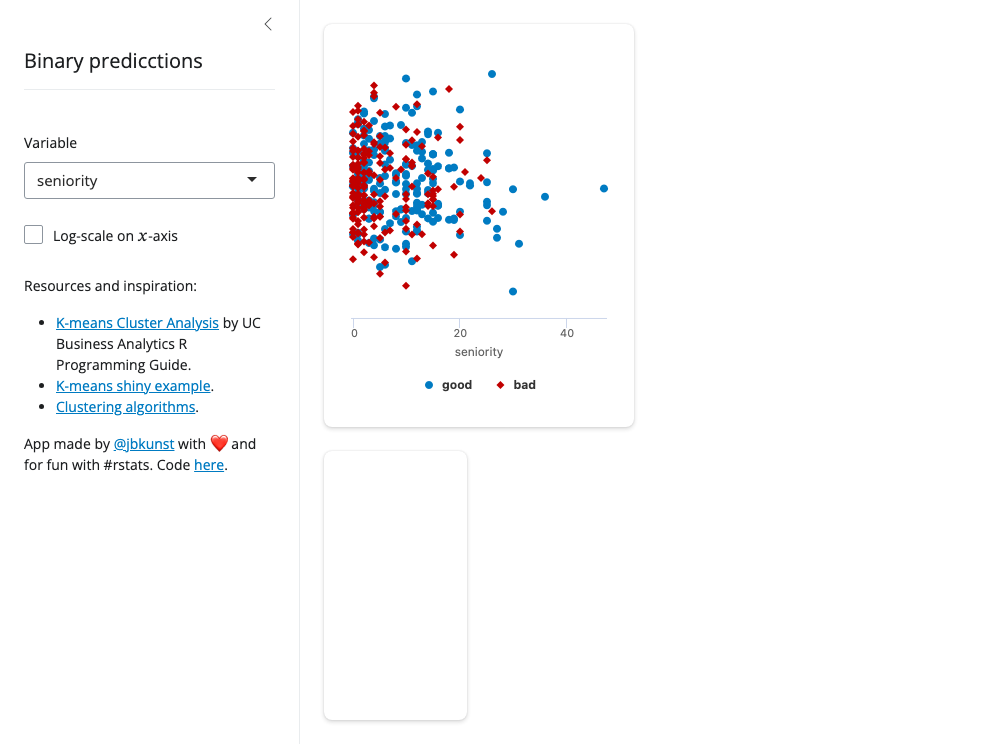 Binary predicctions
Variable
seniority
Log-scale on x-axis
Resources and inspiration:
K-means Cluster Analysis by UC
Business Analytics R
Programming Guide.
K-means shiny example.
Clustering algorithms.
App made by @jbkunst with ❤️ and
for fun with #rstats. Code here.
0 20 40
seniority
good bad